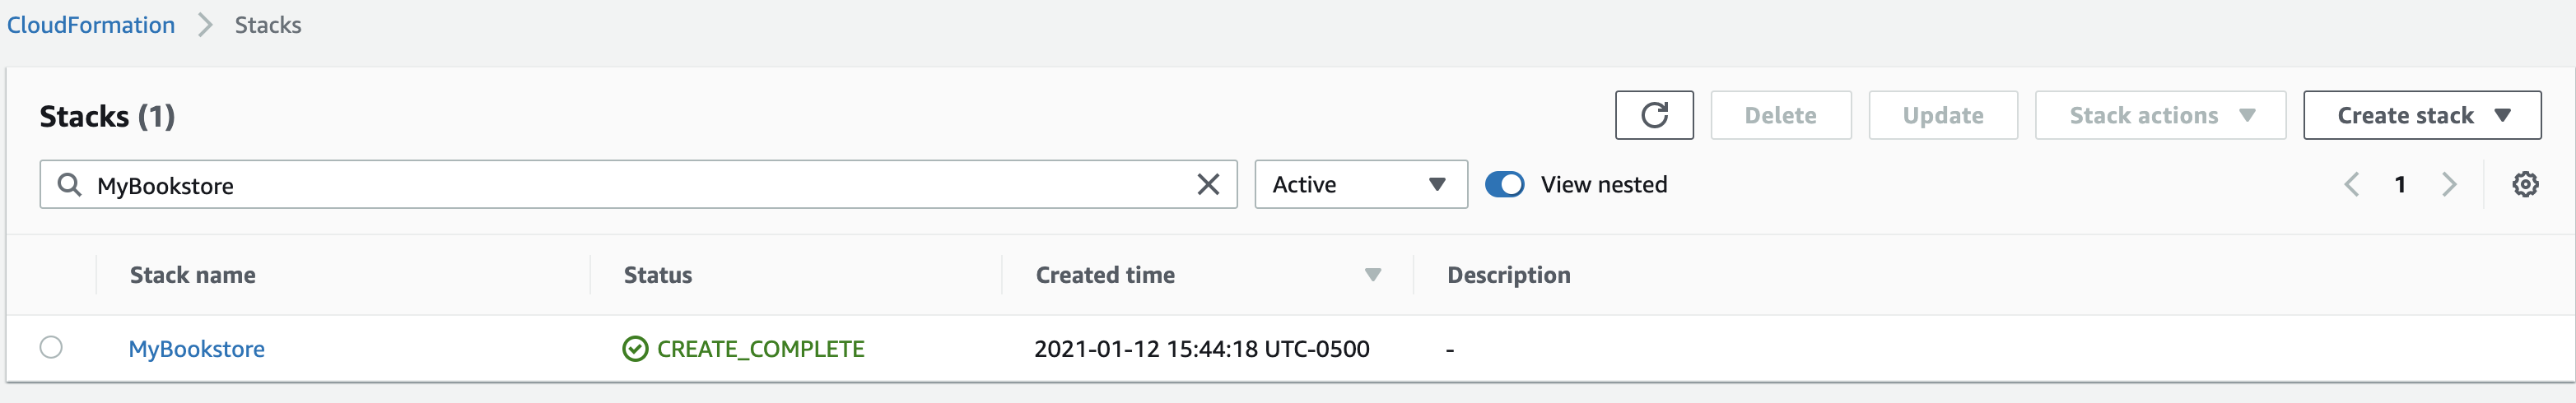 CloudFormation Stacks
Stacks (1) Delete Update Stack actions Create stack
MyBookstore Active View nested 1
Stack name Status Created time Description
MyBookstore CREATE_COMPLETE 2021-01-12 15:44:18 UTC-0500 -